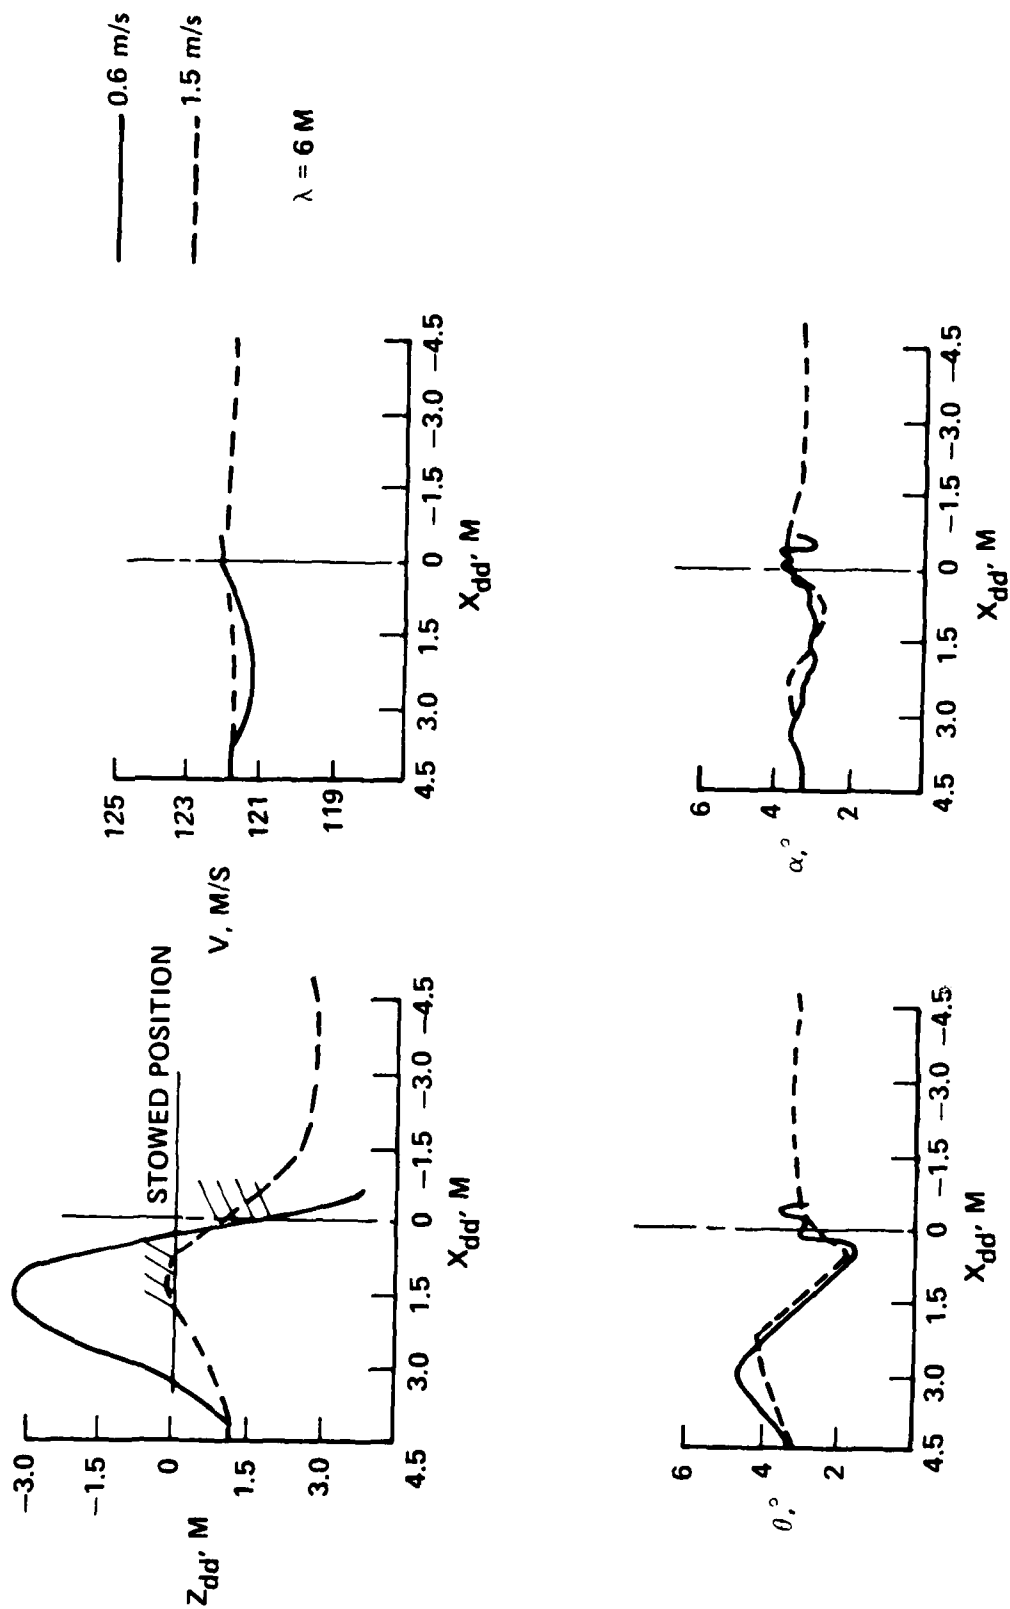 0.6 m/s
1.5 m/s
λ = 6 M
Z_dd, M
−3.0
−1.5
0
1.5
3.0
4.5 3.0 1.5 0 −1.5 −3.0 −4.5
X_dd, M
STOWED POSITION
V, M/S
125
123
121
119
4.5 3.0 1.5 0 −1.5 −3.0 −4.5
X_dd, M
θ, °
6
4
2
4.5 3.0 1.5 0 −1.5 −3.0 −4.5
X_dd, M
α, °
6
4
2
4.5 3.0 1.5 0 −1.5 −3.0 −4.5
X_dd, M